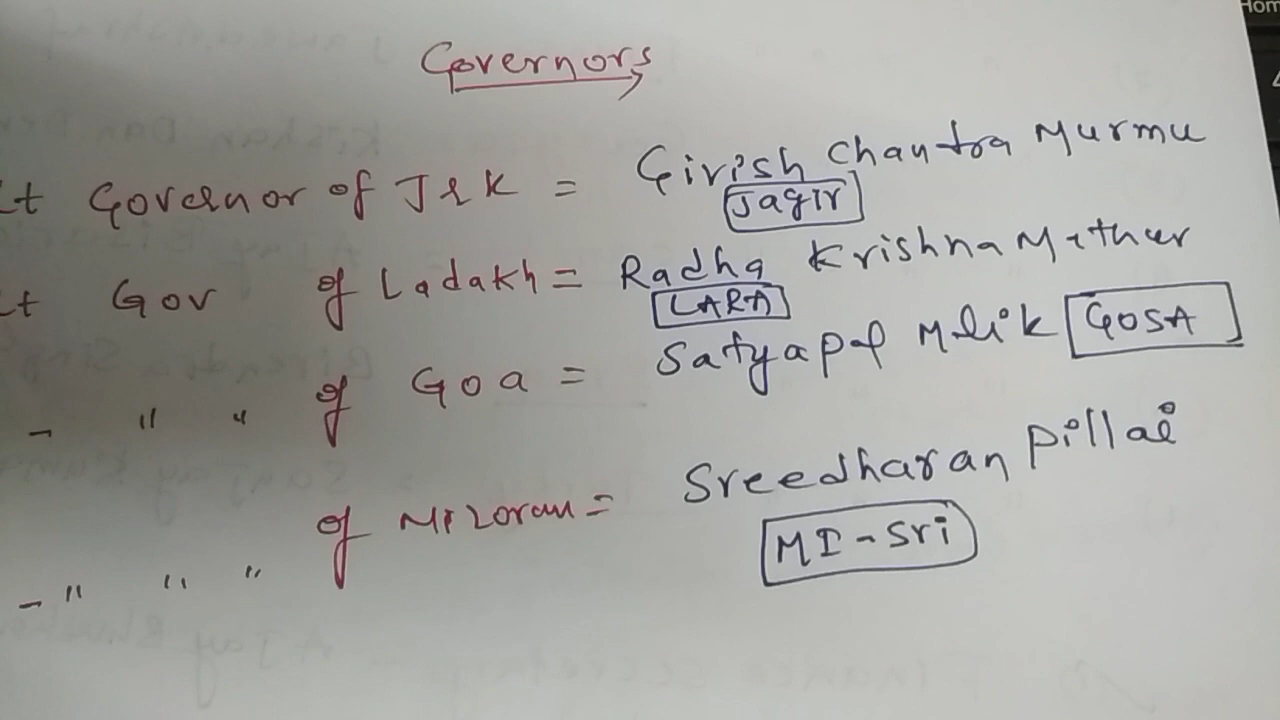 Governors
Lt Governor of J&K = Girish Chandra Murmu
Jagir
Lt Gov of Ladakh = Radha Krishna Mathur
LARA
- " " of Goa = Satyapal Malik GOSA
- " " " of Mizoram = Sreedharan Pillai
MI-Sri